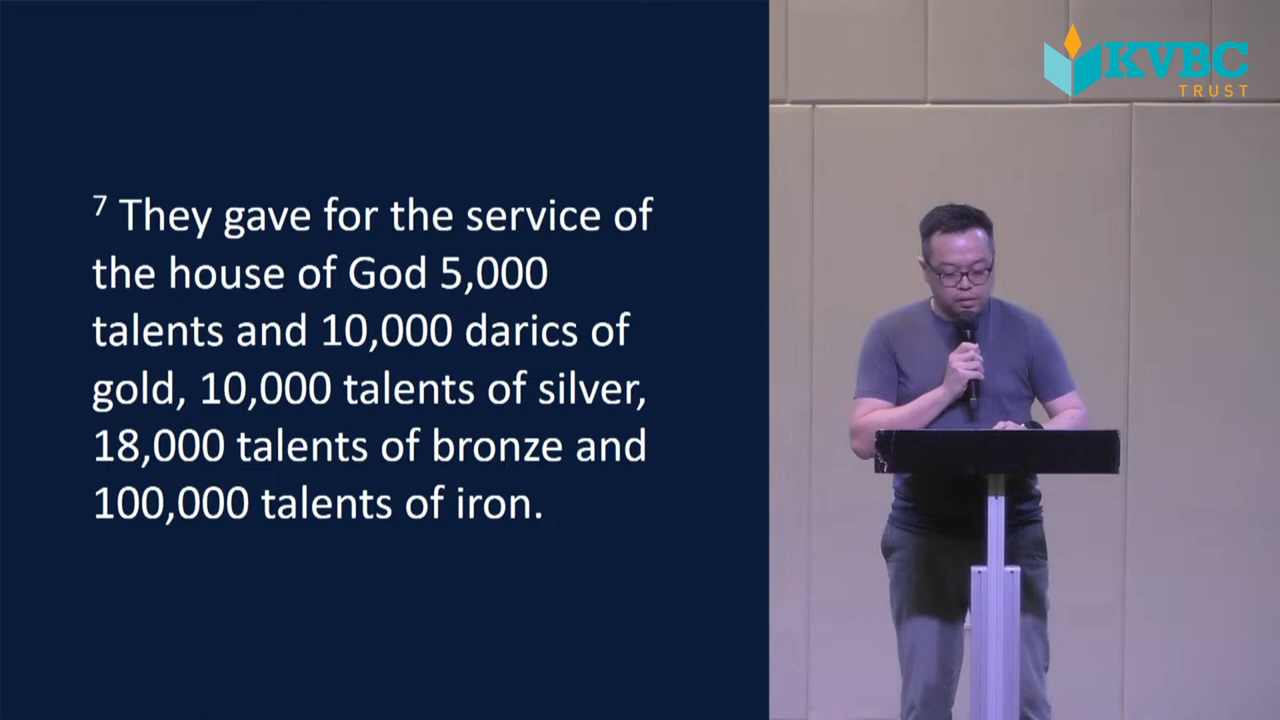 ⁷ They gave for the service of
the house of God 5,000
talents and 10,000 darics of
gold, 10,000 talents of silver,
18,000 talents of bronze and
100,000 talents of iron.
KVBC
TRUST